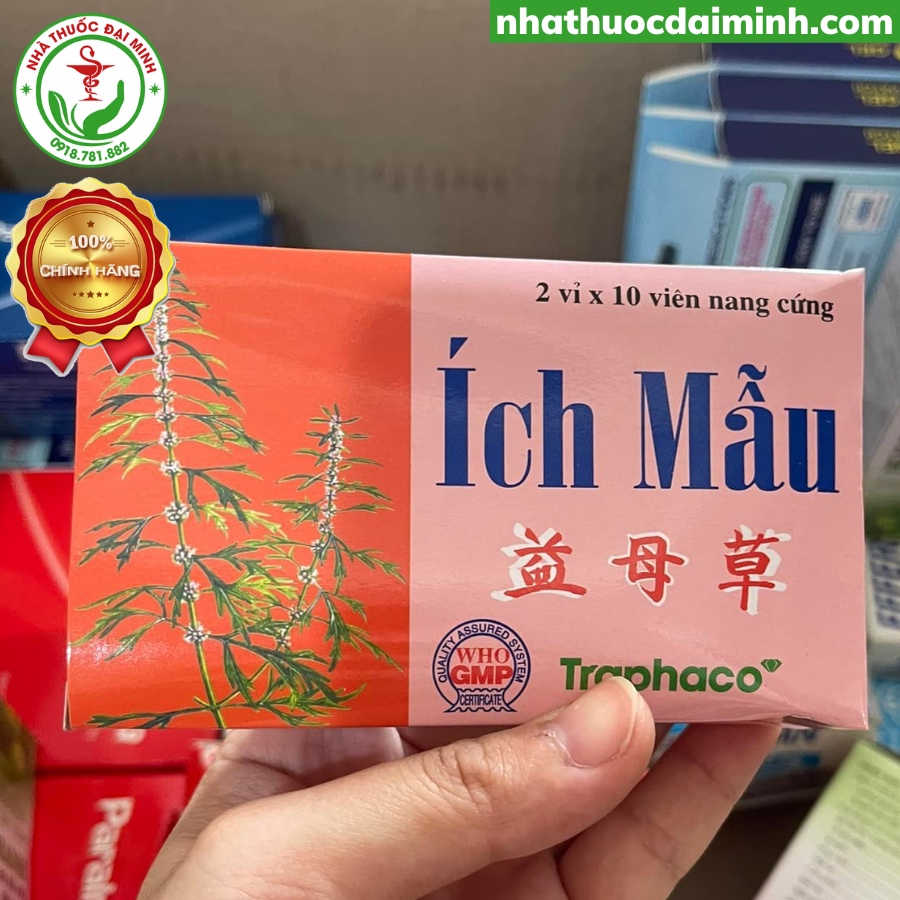 nhathuocdaiminh.com
NHÀ THUỐC ĐẠI MINH
0918.781.882
100%
CHÍNH HÃNG
2 vỉ x 10 viên nang cứng
Ích Mẫu
益母草
QUALITY ASSURED SYSTEM
WHO
GMP
CERTIFICATE
Traphaco